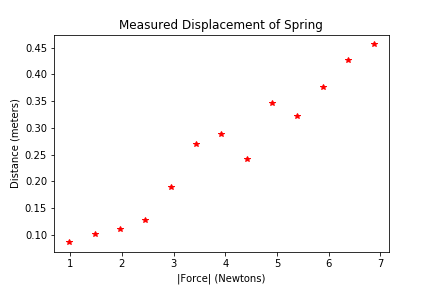 Measured Displacement of Spring
Distance (meters)
0.45
0.40
0.35
0.30
0.25
0.20
0.15
0.10
1 2 3 4 5 6 7
|Force| (Newtons)